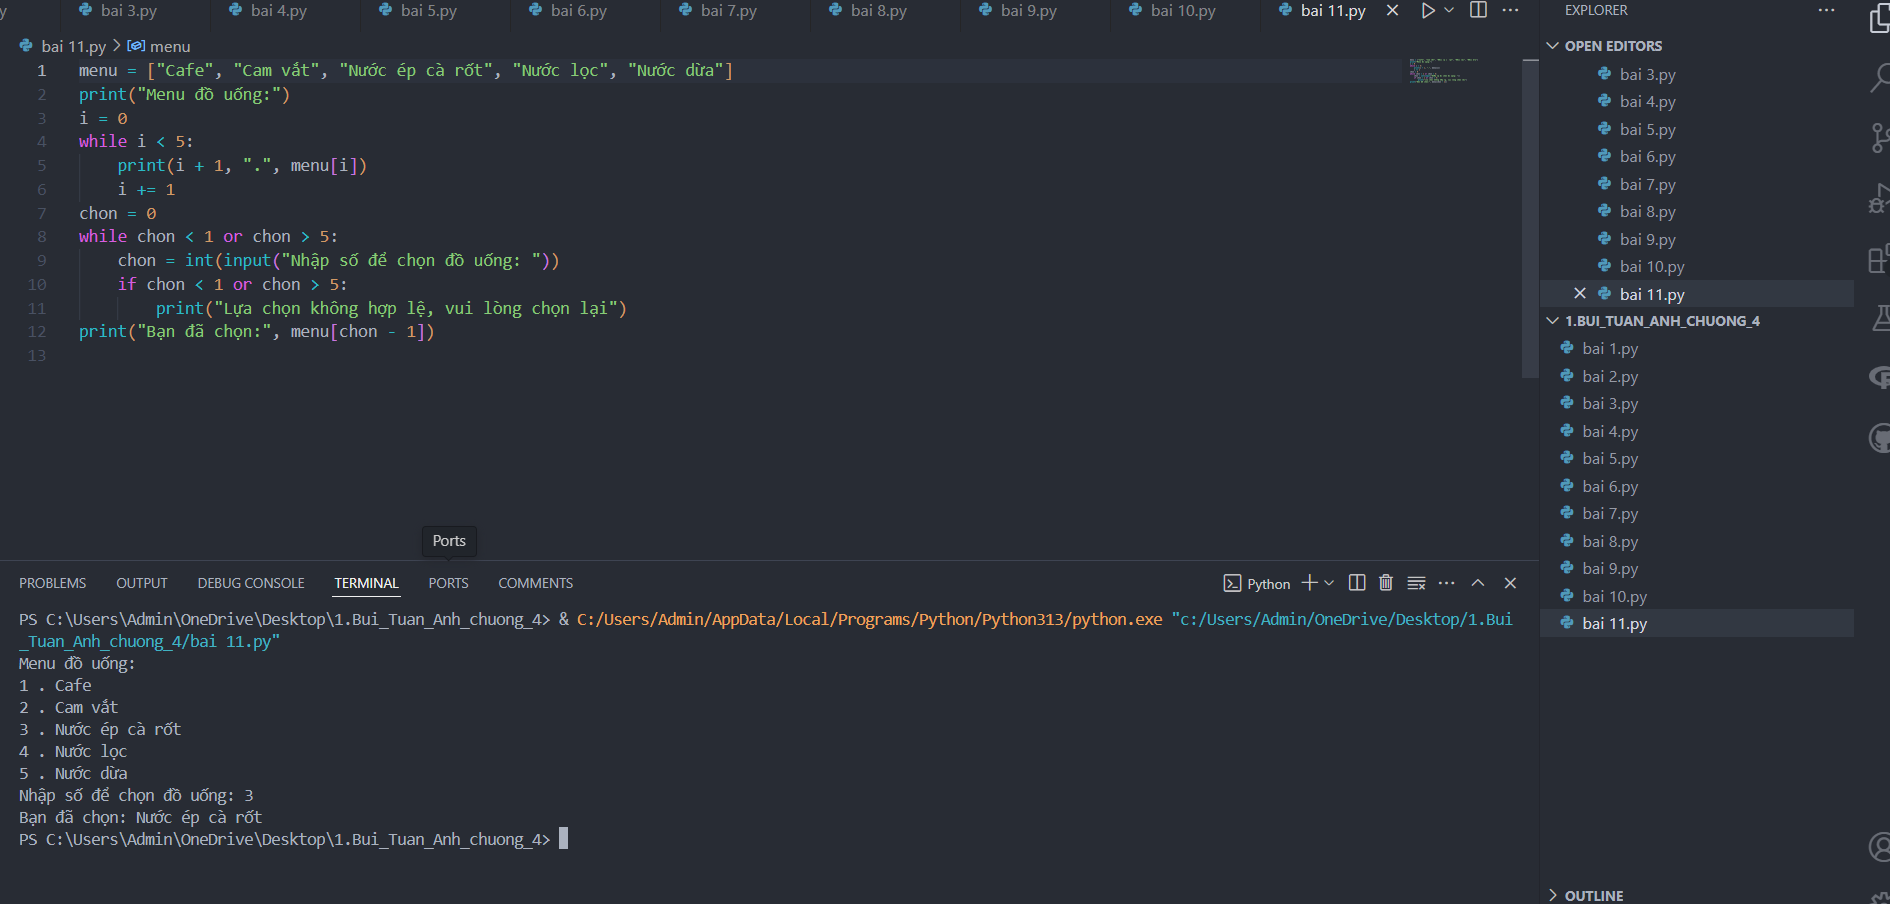 bai 3.py bai 4.py bai 5.py bai 6.py bai 7.py bai 8.py bai 9.py bai 10.py bai 11.py
bai 11.py > menu
1 menu = ["Cafe", "Cam vắt", "Nước ép cà rốt", "Nước lọc", "Nước dừa"]
2 print("Menu đồ uống:")
3 i = 0
4 while i < 5:
5     print(i + 1, ".", menu[i])
6     i += 1
7 chon = 0
8 while chon < 1 or chon > 5:
9     chon = int(input("Nhập số để chọn đồ uống: "))
10     if chon < 1 or chon > 5:
11         print("Lựa chọn không hợp lệ, vui lòng chọn lại")
12 print("Bạn đã chọn:", menu[chon - 1])
13
Ports
PROBLEMS OUTPUT DEBUG CONSOLE TERMINAL PORTS COMMENTS
Python
PS C:\Users\Admin\OneDrive\Desktop\1.Bui_Tuan_Anh_chuong_4> & C:/Users/Admin/AppData/Local/Programs/Python/Python313/python.exe "c:/Users/Admin/OneDrive/Desktop/1.Bui
_Tuan_Anh_chuong_4/bai 11.py"
Menu đồ uống:
1 . Cafe
2 . Cam vắt
3 . Nước ép cà rốt
4 . Nước lọc
5 . Nước dừa
Nhập số để chọn đồ uống: 3
Bạn đã chọn: Nước ép cà rốt
PS C:\Users\Admin\OneDrive\Desktop\1.Bui_Tuan_Anh_chuong_4>
EXPLORER
OPEN EDITORS
bai 3.py
bai 4.py
bai 5.py
bai 6.py
bai 7.py
bai 8.py
bai 9.py
bai 10.py
bai 11.py
1.BUI_TUAN_ANH_CHUONG_4
bai 1.py
bai 2.py
bai 3.py
bai 4.py
bai 5.py
bai 6.py
bai 7.py
bai 8.py
bai 9.py
bai 10.py
bai 11.py
OUTLINE